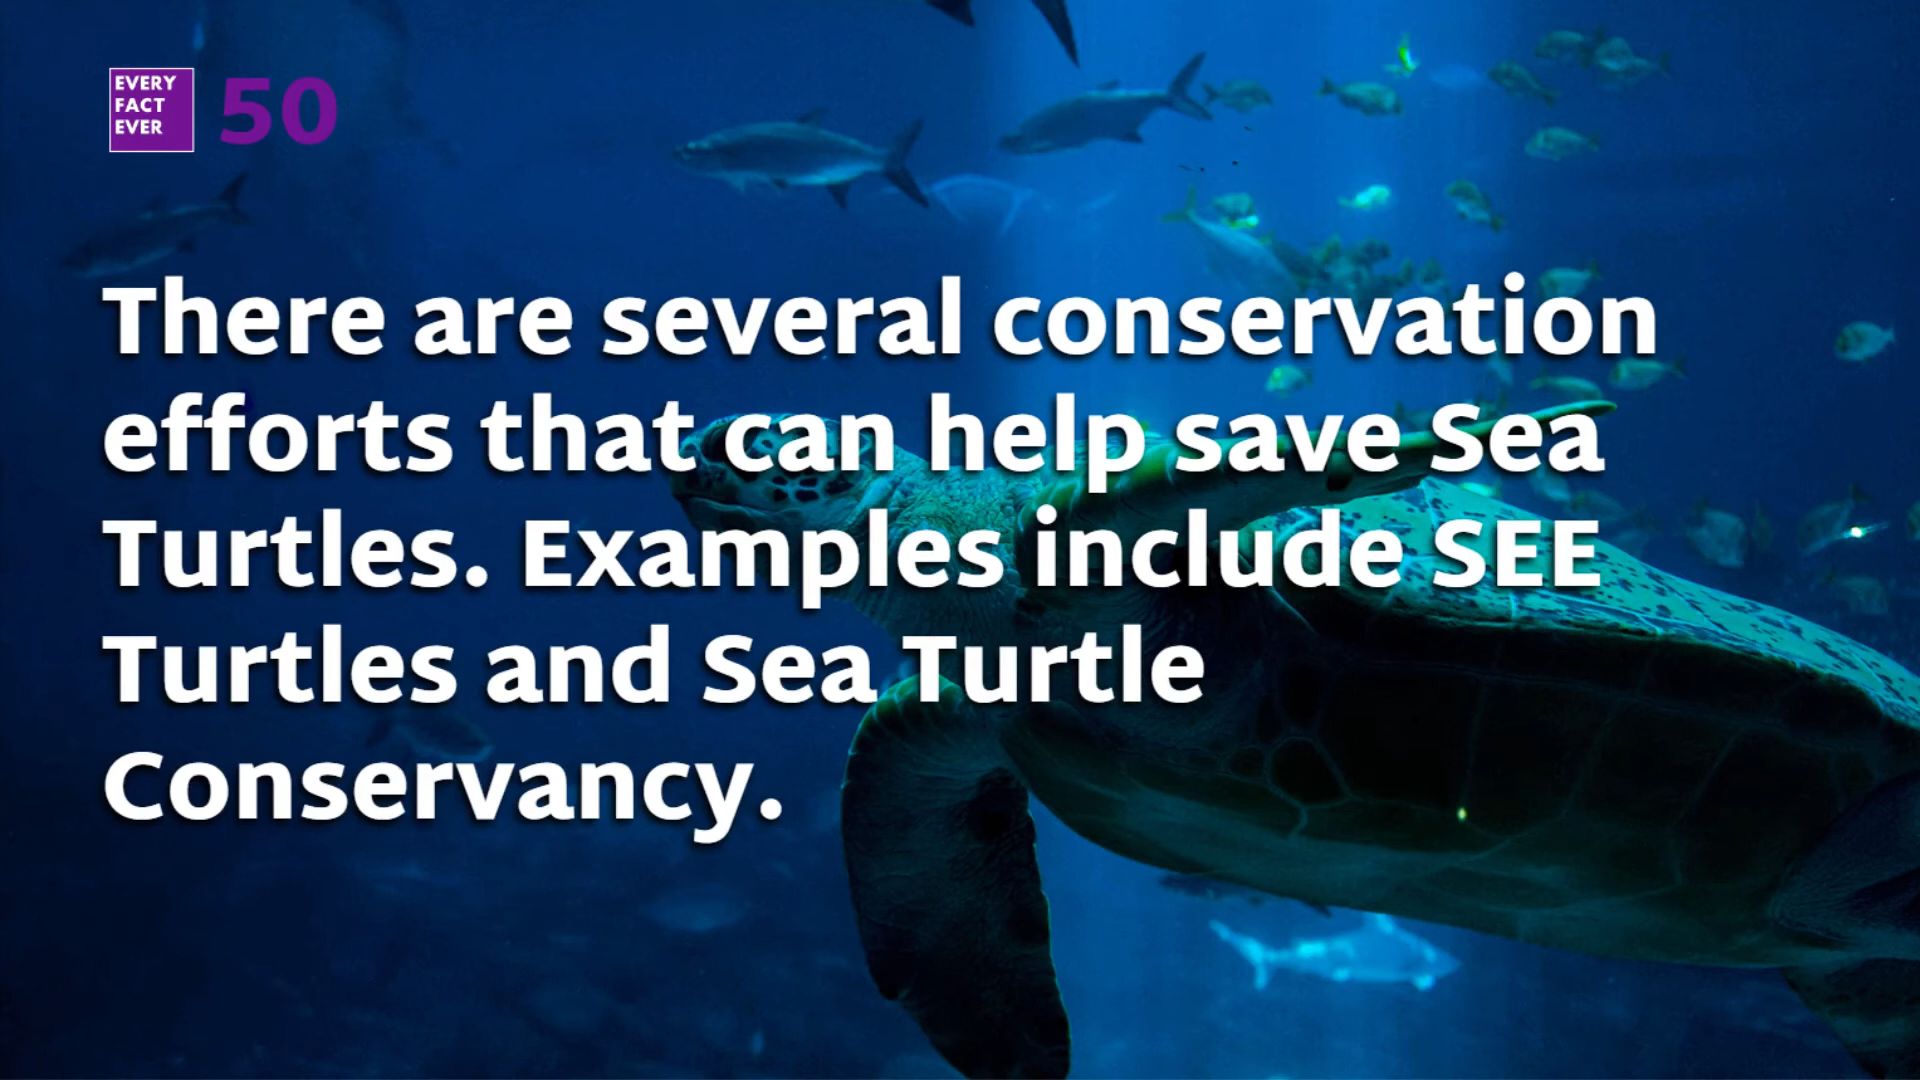 EVERY
FACT
EVER
50
There are several conservation
efforts that can help save Sea
Turtles. Examples include SEE
Turtles and Sea Turtle
Conservancy.